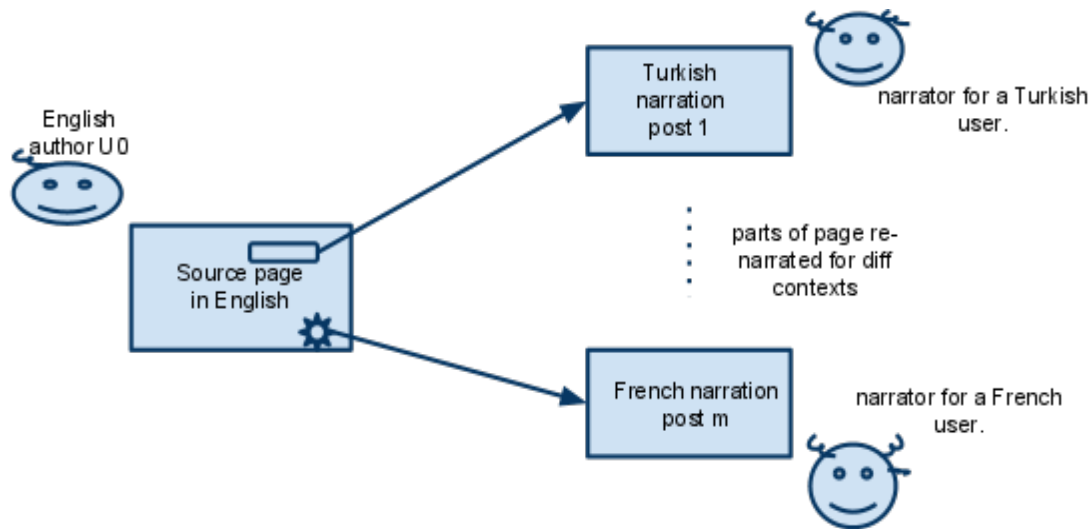 English
author U0
Source page
in English
Turkish
narration
post 1
narrator for a Turkish
user.
parts of page re-
narrated for diff
contexts
French narration
post m
narrator for a French
user.